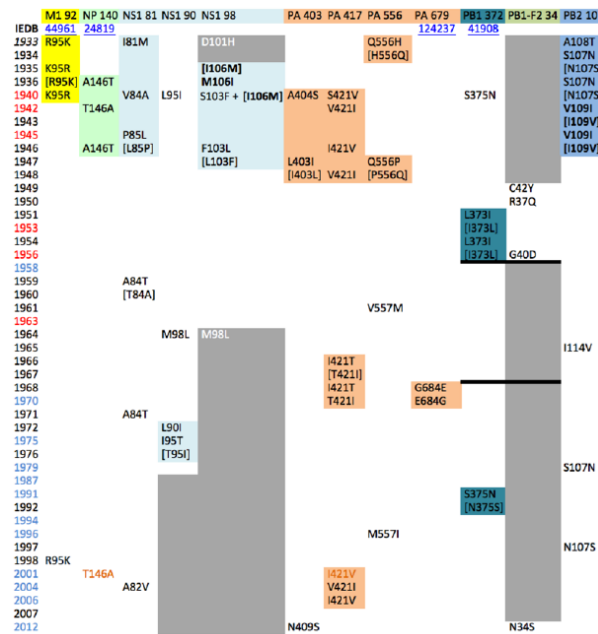 M1 92 NP 140 NS1 81 NS1 90 NS1 98 PA 403 PA 417 PA 556 PA 679 PB1 372 PB1-F2 34 PB2 10
IEDB 44961 24819 124237 41908
1933 R95K I81M D101H Q556H A108T
1934 [H556Q] S107N
1935 K95R [I106M] [N107S
1936 [R95K] A146T M106I S107N
1940 K95R V84A L95I S103F + [I106M] A404S S421V S375N [N107S
1942 T146A V421I V109I
1943 [I109V]
1945 P85L V109I
1946 A146T [L85P] F103L I421V [I109V]
1947 [L103F] L403I Q556P
1948 [I403L] V421I [P556Q]
1949 C42Y
1950 R37Q
1951 L373I
1953 [I373L]
1954 L373I
1956 [I373L] G40D
1958
1959 A84T
1960 [T84A]
1961 V557M
1963
1964 M98L M98L
1965 I114V
1966 I421T
1967 [T421I]
1968 I421T G684E
1970 T421I E684G
1971 A84T
1972 L90I
1975 I95T
1976 [T95I]
1979 S107N
1987
1991 S375N
1992 [N375S]
1994
1996 M557I
1997 N107S
1998 R95K
2001 T146A I421V
2004 A82V V421I
2006 I421V
2007
2012 N409S N34S